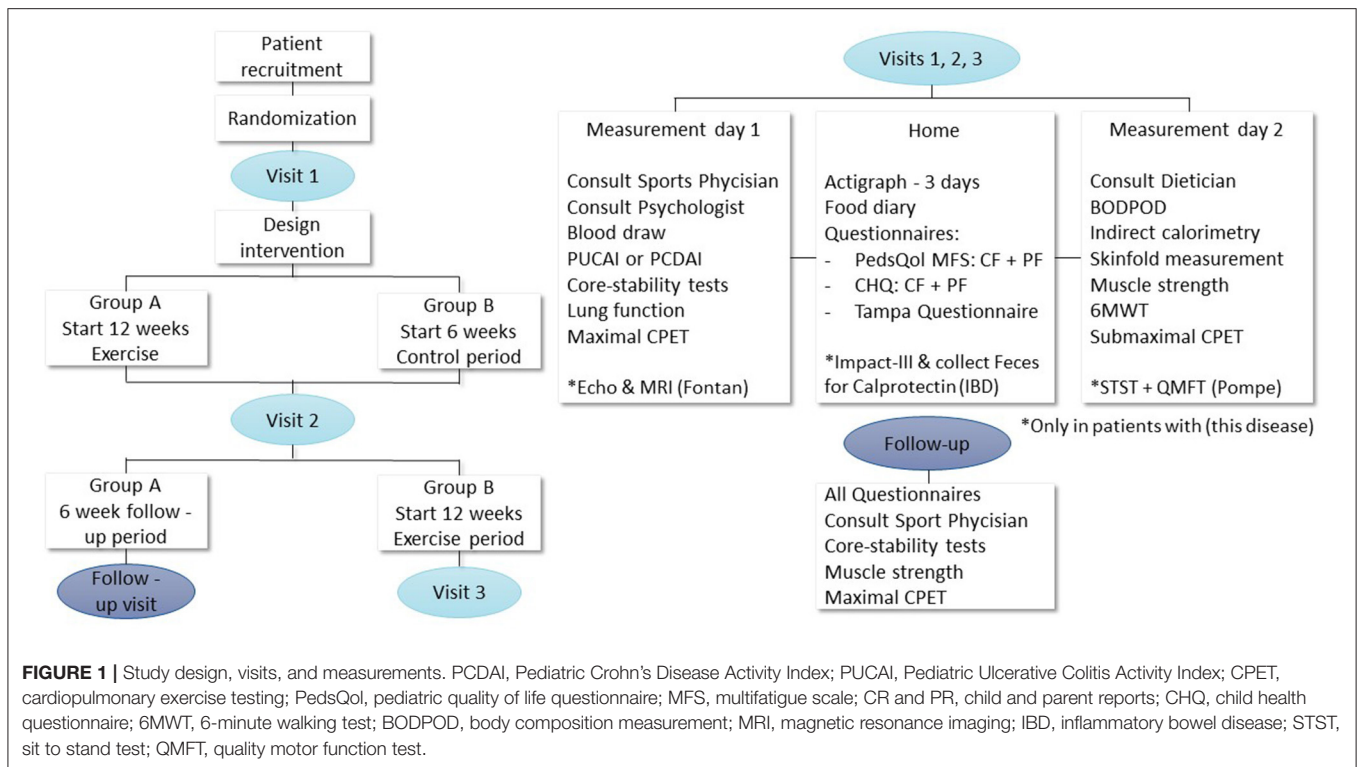 Patient
recruitment
Randomization
Visit 1
Design
intervention
Group A
Start 12 weeks
Exercise
Group B
Start 6 weeks
Control period
Visit 2
Group A
6 week follow -
up period
Group B
Start 12 weeks
Exercise period
Follow -
up visit
Visit 3
Visits 1, 2, 3
Measurement day 1
Consult Sports Phycisian
Consult Psychologist
Blood draw
PUCAI or PCDAI
Core-stability tests
Lung function
Maximal CPET
*Echo & MRI (Fontan)
Home
Actigraph - 3 days
Food diary
Questionnaires:
- PedsQol MFS: CF + PF
- CHQ: CF + PF
- Tampa Questionnaire
*Impact-III & collect Feces
for Calprotectin (IBD)
Measurement day 2
Consult Dietician
BODPOD
Indirect calorimetry
Skinfold measurement
Muscle strength
6MWT
Submaximal CPET
*STST + QMFT (Pompe)
*Only in patients with (this disease)
Follow-up
All Questionnaires
Consult Sport Phycisian
Core-stability tests
Muscle strength
Maximal CPET
FIGURE 1 | Study design, visits, and measurements. PCDAI, Pediatric Crohn's Disease Activity Index; PUCAI, Pediatric Ulcerative Colitis Activity Index; CPET,
cardiopulmonary exercise testing; PedsQol, pediatric quality of life questionnaire; MFS, multifatigue scale; CR and PR, child and parent reports; CHQ, child health
questionnaire; 6MWT, 6-minute walking test; BODPOD, body composition measurement; MRI, magnetic resonance imaging; IBD, inflammatory bowel disease; STST,
sit to stand test; QMFT, quality motor function test.